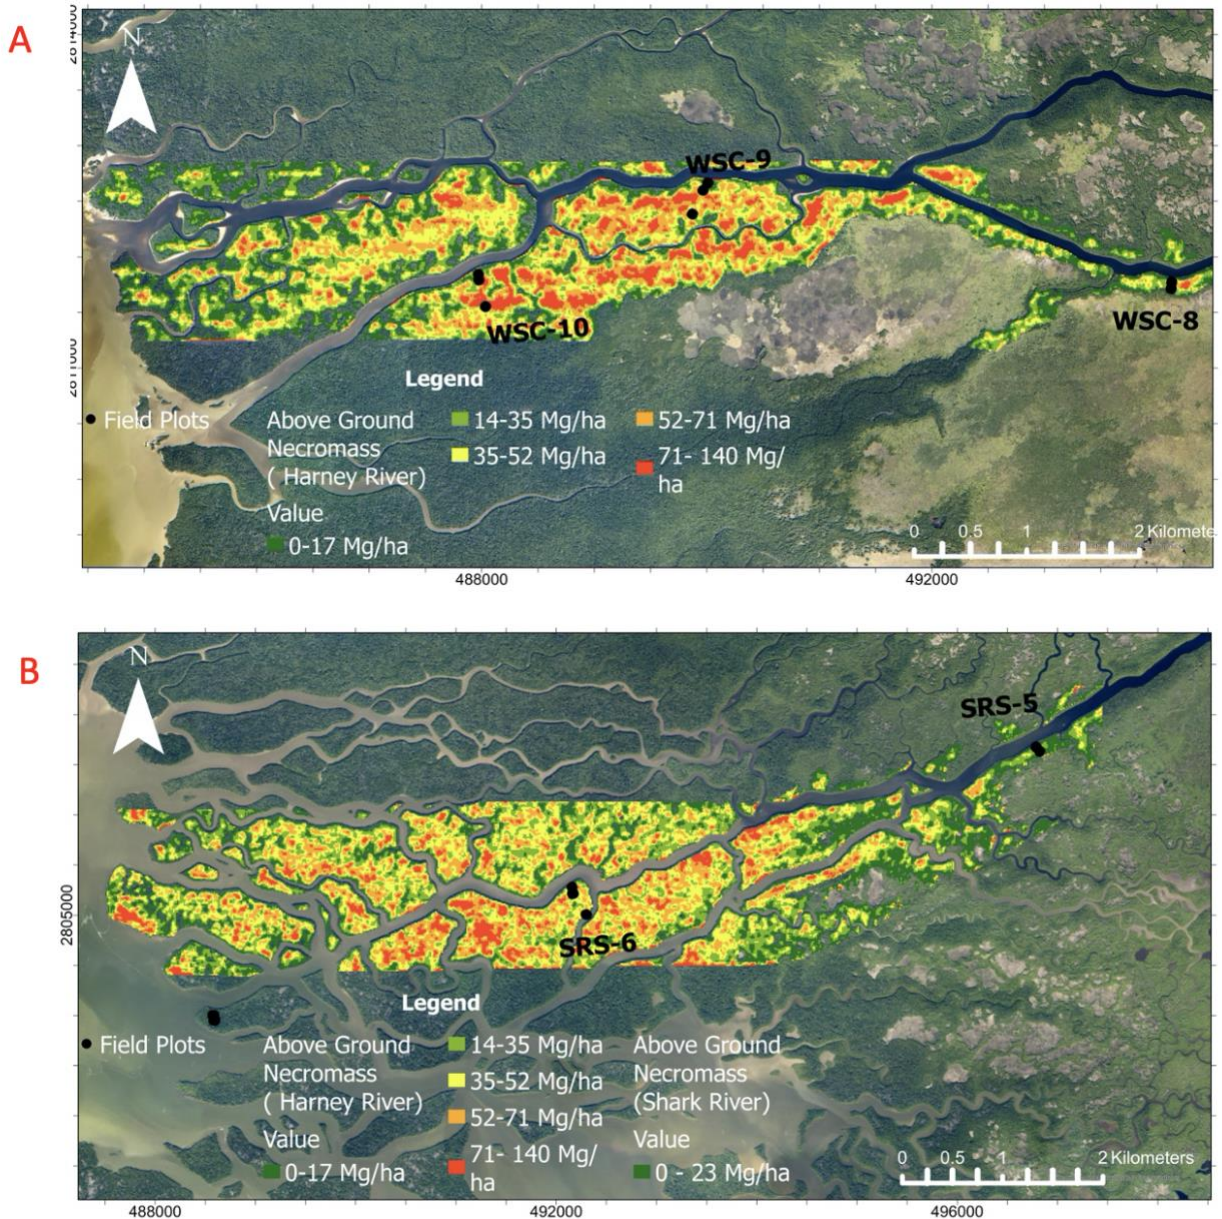 A
2814000
N
WSC-9
WSC-10
WSC-8
2811000
Legend
Field Plots
Above Ground
Necromass
( Harney River)
Value
0-17 Mg/ha
14-35 Mg/ha
35-52 Mg/ha
52-71 Mg/ha
71- 140 Mg/
ha
0 0.5 1 2 Kilomete
488000 492000
B
N
SRS-5
SRS-6
2805000
Legend
Field Plots
Above Ground
Necromass
( Harney River)
Value
0-17 Mg/ha
14-35 Mg/ha
35-52 Mg/ha
52-71 Mg/ha
71- 140 Mg/
ha
Above Ground
Necromass
(Shark River)
Value
0 - 23 Mg/ha
0 0.5 1 2 Kilometers
488000 492000 496000